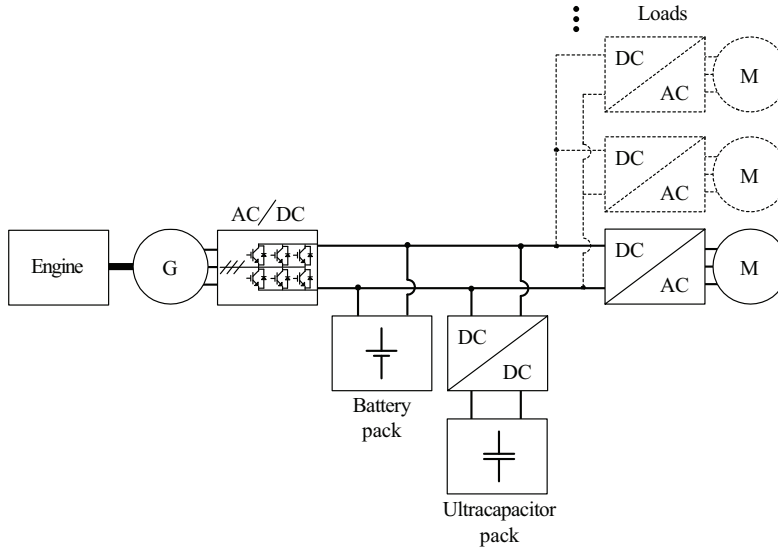 Loads
DC
AC
M
DC
AC
M
AC/DC
Engine
G
DC
AC
M
DC
DC
Battery
pack
Ultracapacitor
pack